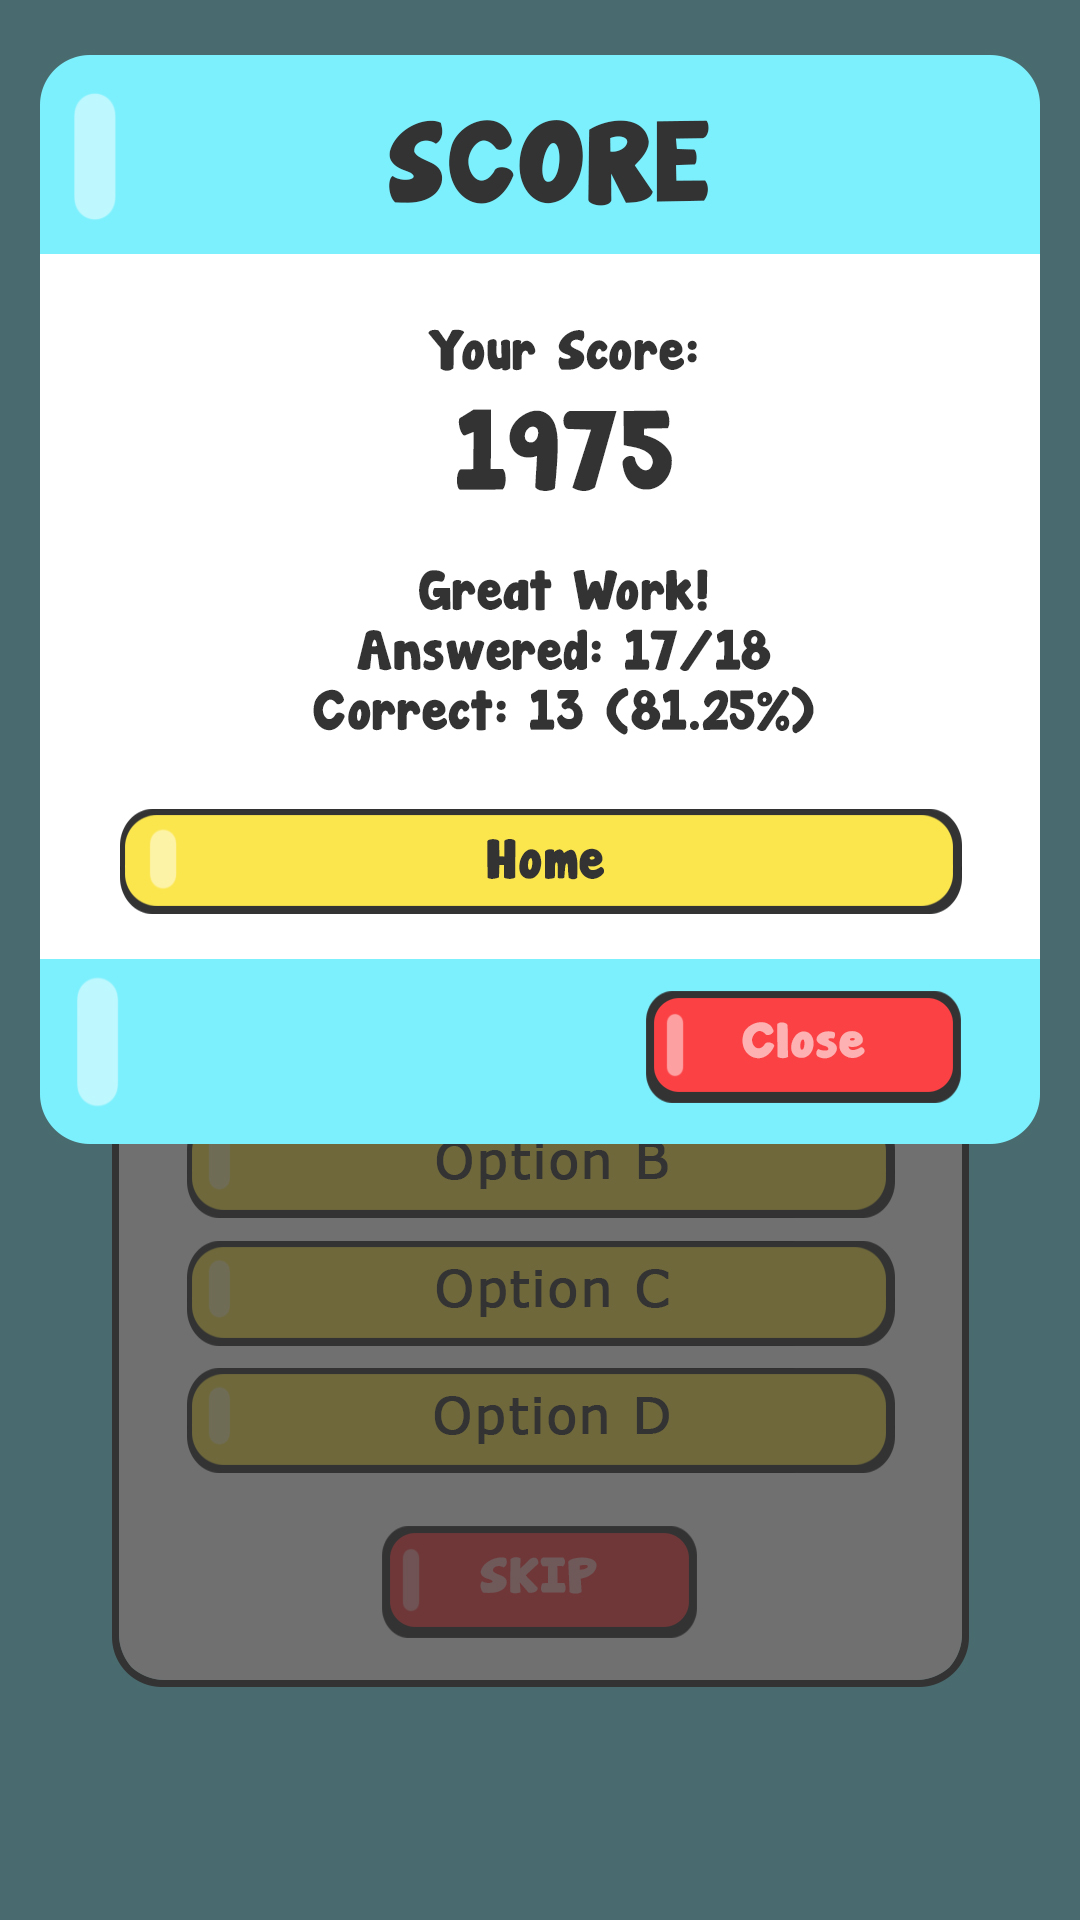 SCORE
Your Score:
1975
Great Work!
Answered: 17/18
Correct: 13 (81.25%)
Home
Close
Option B
Option C
Option D
SKIP